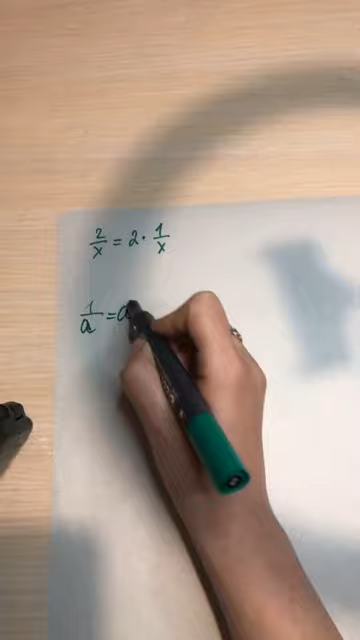 2/x = 2 · 1/x
1/a = a